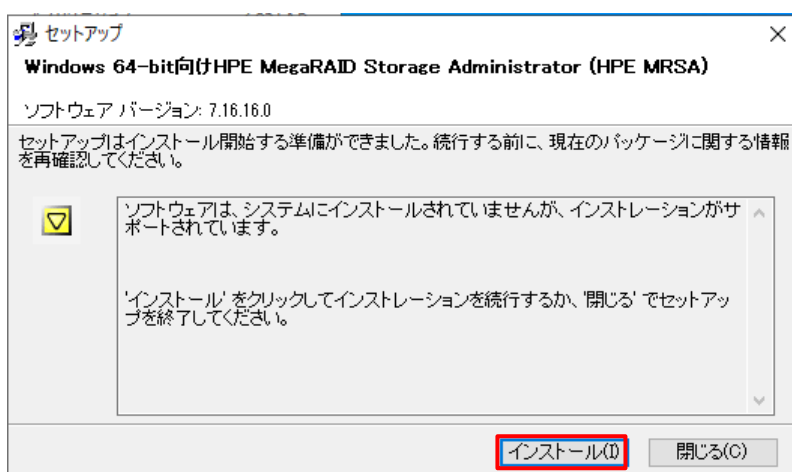 セットアップ
Windows 64-bit向けHPE MegaRAID Storage Administrator (HPE MRSA)
ソフトウェア バージョン: 7.16.16.0
セットアップはインストール開始する準備ができました。続行する前に、現在のパッケージに関する情報
を再確認してください。
ソフトウェアは、システムにインストールされていませんが、インストレーションがサ
ポートされています。
'インストール' をクリックしてインストレーションを続行するか、'閉じる' でセットアッ
プを終了してください。
インストール(I)
閉じる(C)